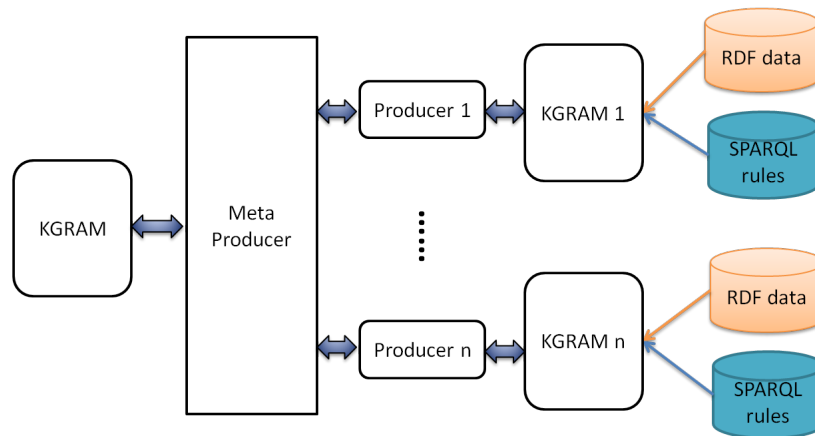 RDF data
Producer 1
KGRAM 1
SPARQL
rules
KGRAM
Meta
Producer
RDF data
Producer n
KGRAM n
SPARQL
rules